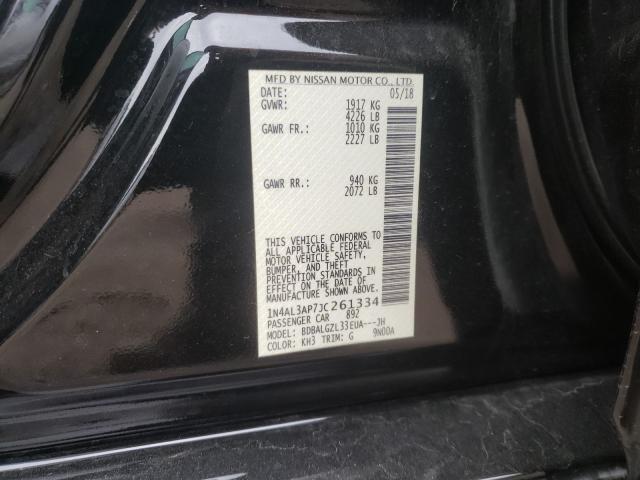 MFD BY NISSAN MOTOR CO., LTD.
DATE: 05/18
GVWR: 1917 KG
4226 LB
GAWR FR.: 1010 KG
2227 LB
GAWR RR.: 940 KG
2072 LB
THIS VEHICLE CONFORMS TO
ALL APPLICABLE FEDERAL
MOTOR VEHICLE SAFETY,
BUMPER, AND THEFT
PREVENTION STANDARDS IN
EFFECT ON THE DATE OF
MANUFACTURE SHOWN ABOVE.
1N4AL3AP7JC261334
PASSENGER CAR 892
MODEL: BDBALGZL33EUA---JH
COLOR: KH3 TRIM: G 9N00A